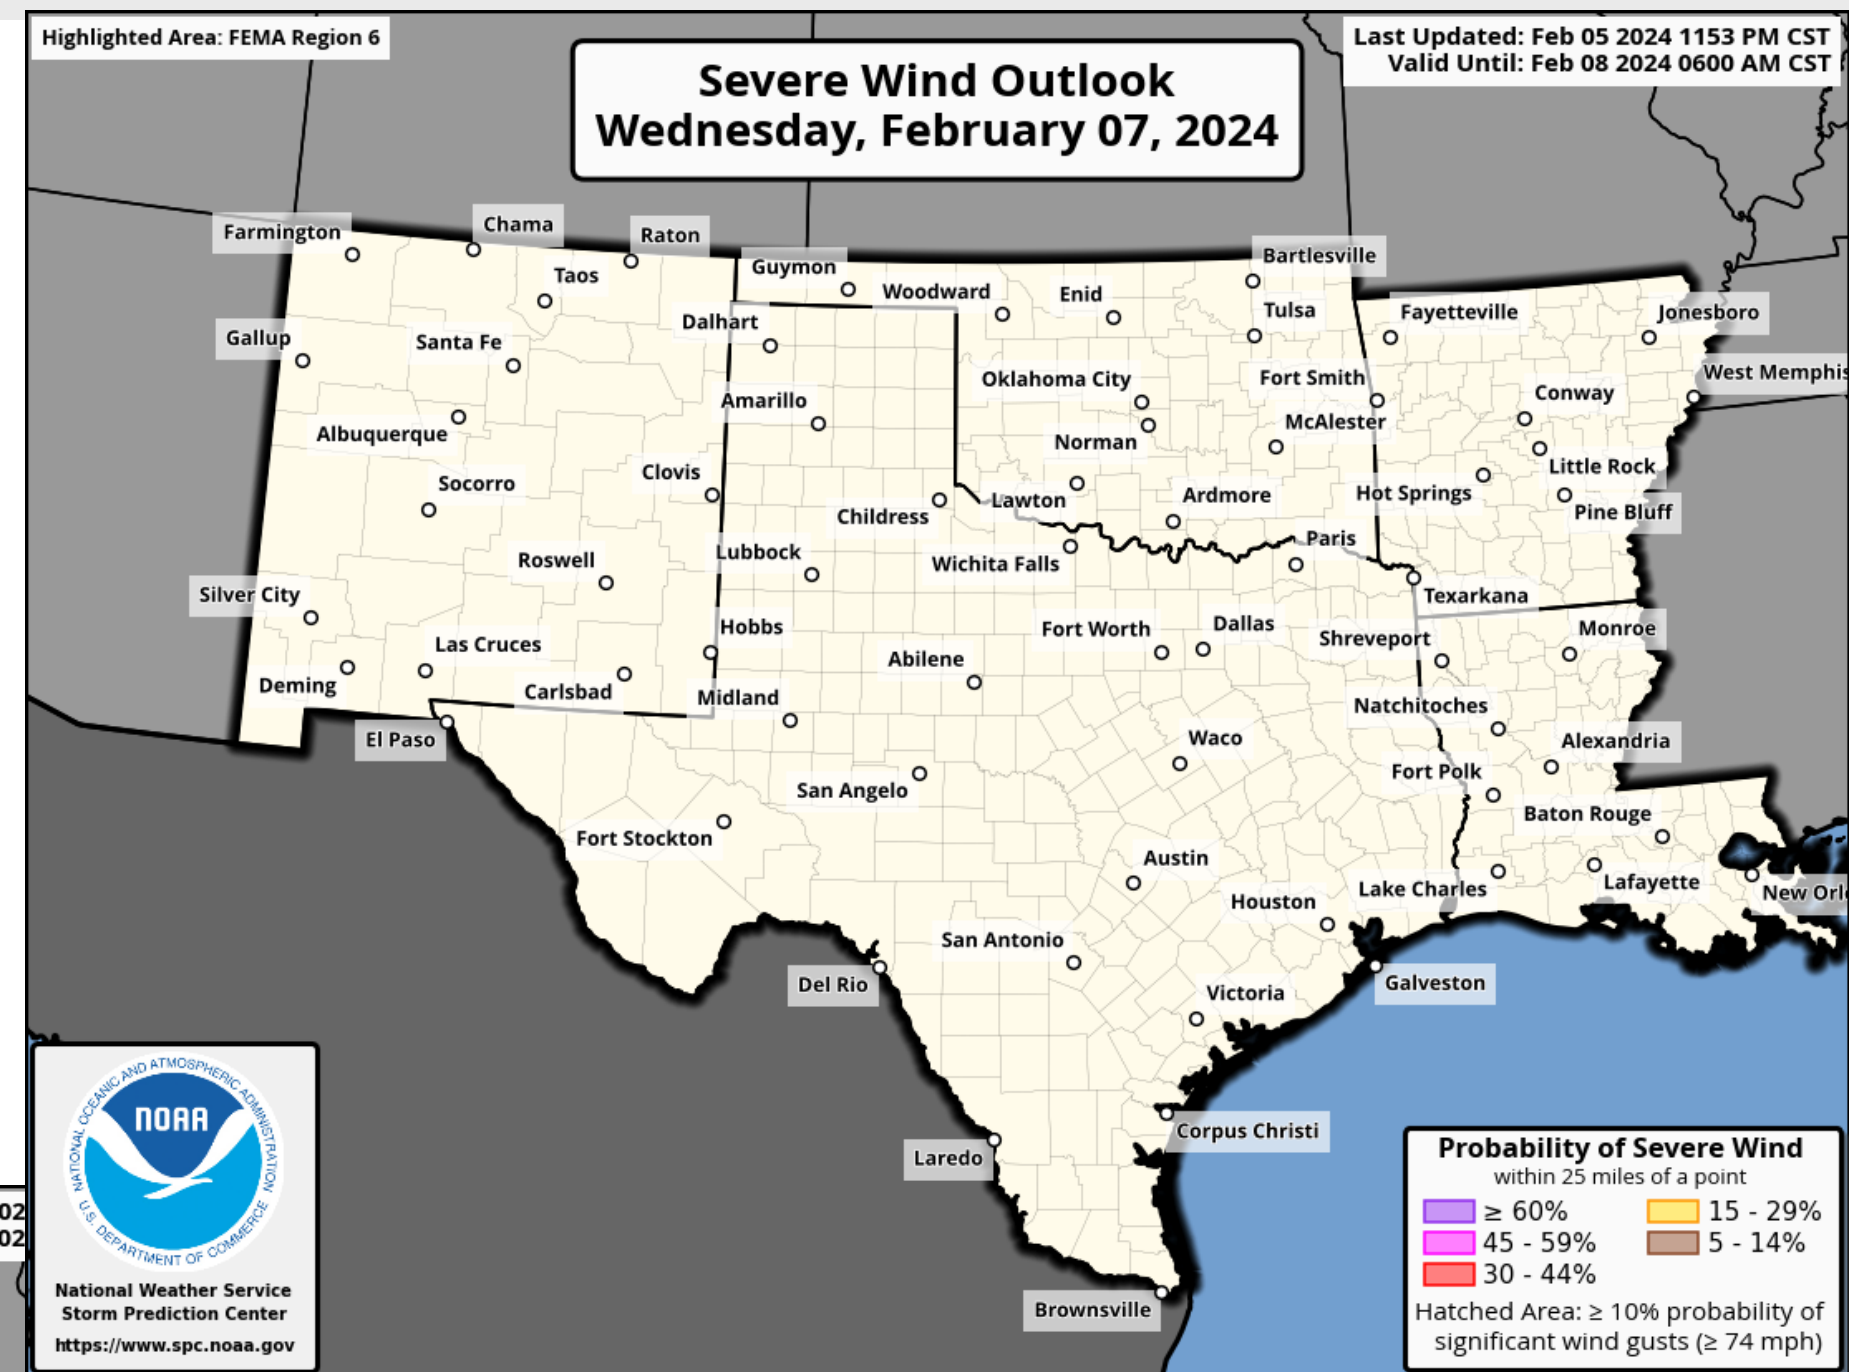 Highlighted Area: FEMA Region 6
Last Updated: Feb 05 2024 1153 PM CST
Valid Until: Feb 08 2024 0600 AM CST
Severe Wind Outlook
Wednesday, February 07, 2024
Farmington
Chama
Raton
Taos
Guymon
Woodward
Enid
Bartlesville
Tulsa
Fayetteville
Jonesboro
Gallup
Santa Fe
Dalhart
Oklahoma City
Fort Smith
West Memphis
Conway
Amarillo
Albuquerque
Norman
McAlester
Little Rock
Socorro
Clovis
Childress
Lawton
Ardmore
Hot Springs
Pine Bluff
Roswell
Lubbock
Wichita Falls
Paris
Silver City
Texarkana
Las Cruces
Hobbs
Abilene
Fort Worth
Dallas
Shreveport
Monroe
Deming
Carlsbad
Midland
Natchitoches
El Paso
Waco
Alexandria
San Angelo
Fort Polk
Fort Stockton
Baton Rouge
Austin
Lake Charles
Lafayette
New Orl
Houston
San Antonio
Del Rio
Victoria
Galveston
Corpus Christi
Laredo
Brownsville
02
02
NATIONAL OCEANIC AND ATMOSPHERIC ADMINISTRATION
NOAA
U.S. DEPARTMENT OF COMMERCE
National Weather Service
Storm Prediction Center
https://www.spc.noaa.gov
Probability of Severe Wind
within 25 miles of a point
≥ 60%
15 - 29%
45 - 59%
5 - 14%
30 - 44%
Hatched Area: ≥ 10% probability of
significant wind gusts (≥ 74 mph)